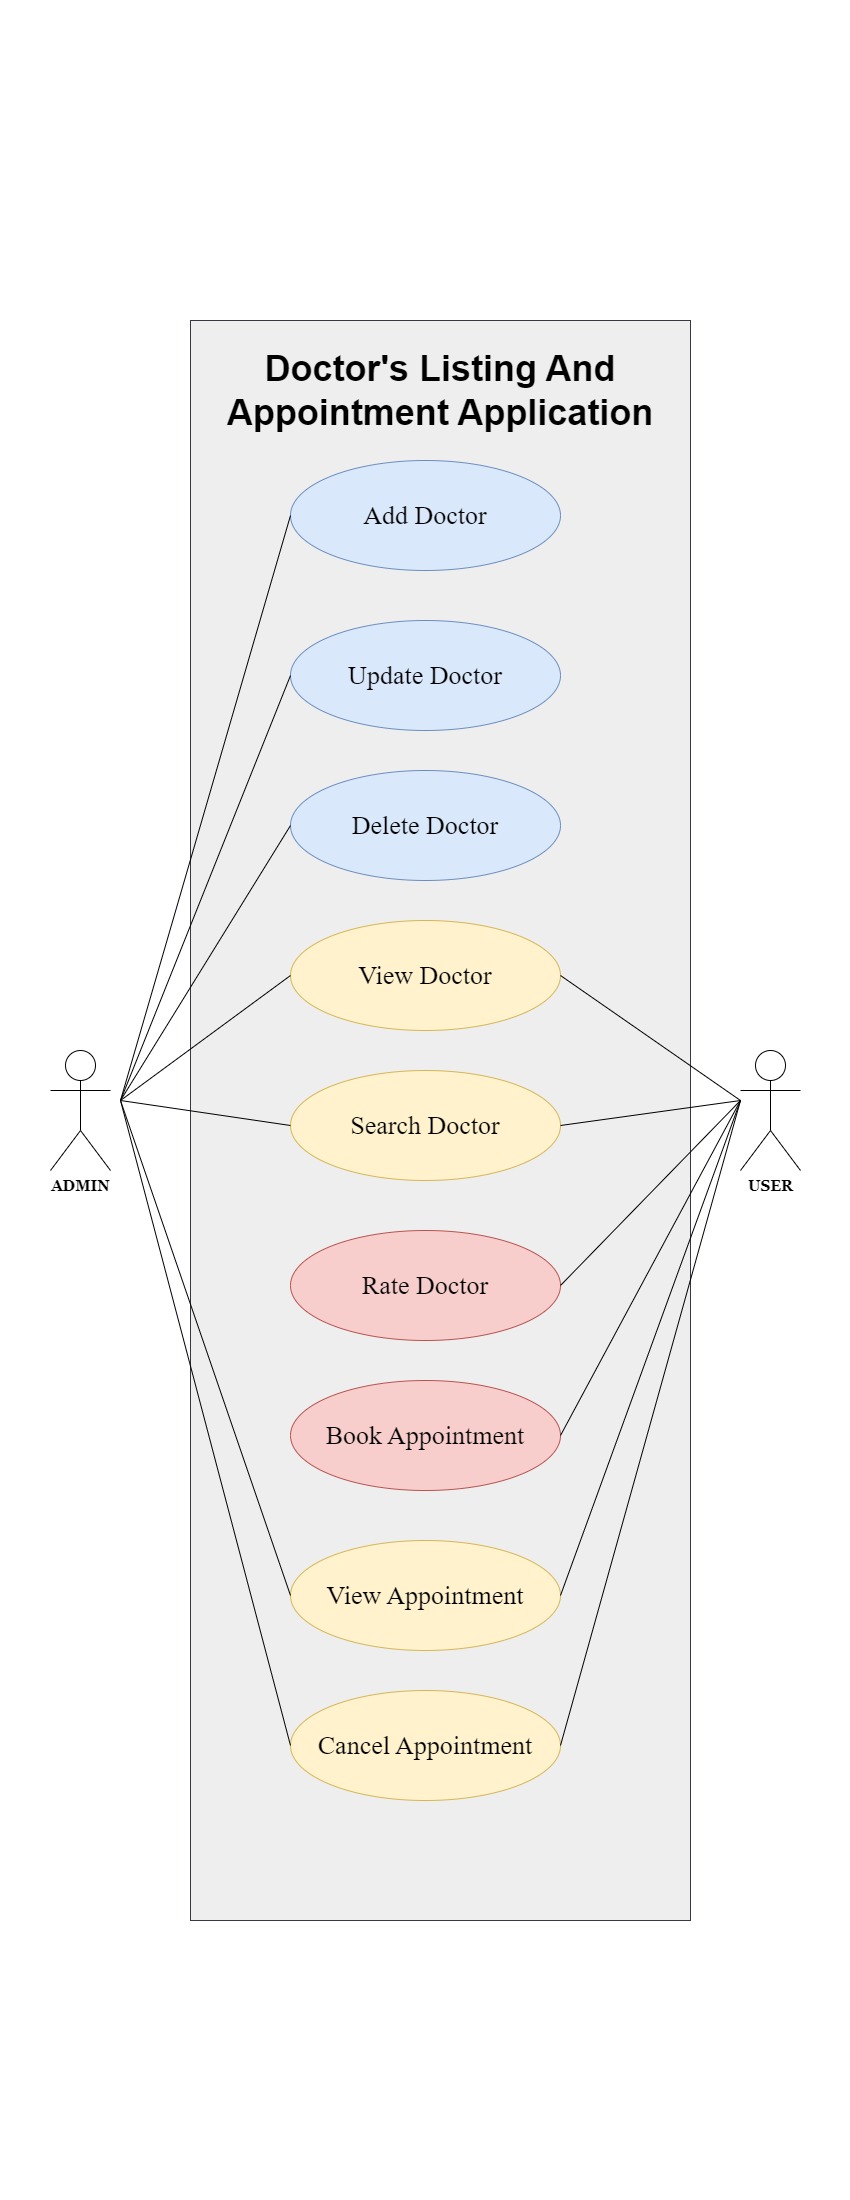 Doctor's Listing And
Appointment Application
Add Doctor
Update Doctor
Delete Doctor
View Doctor
Search Doctor
ADMIN
USER
Rate Doctor
Book Appointment
View Appointment
Cancel Appointment